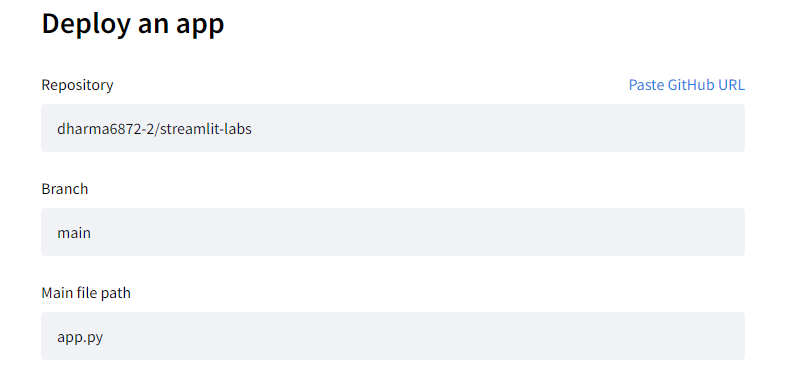 Deploy an app
Repository
Paste GitHub URL
dharma6872-2/streamlit-labs
Branch
main
Main file path
app.py